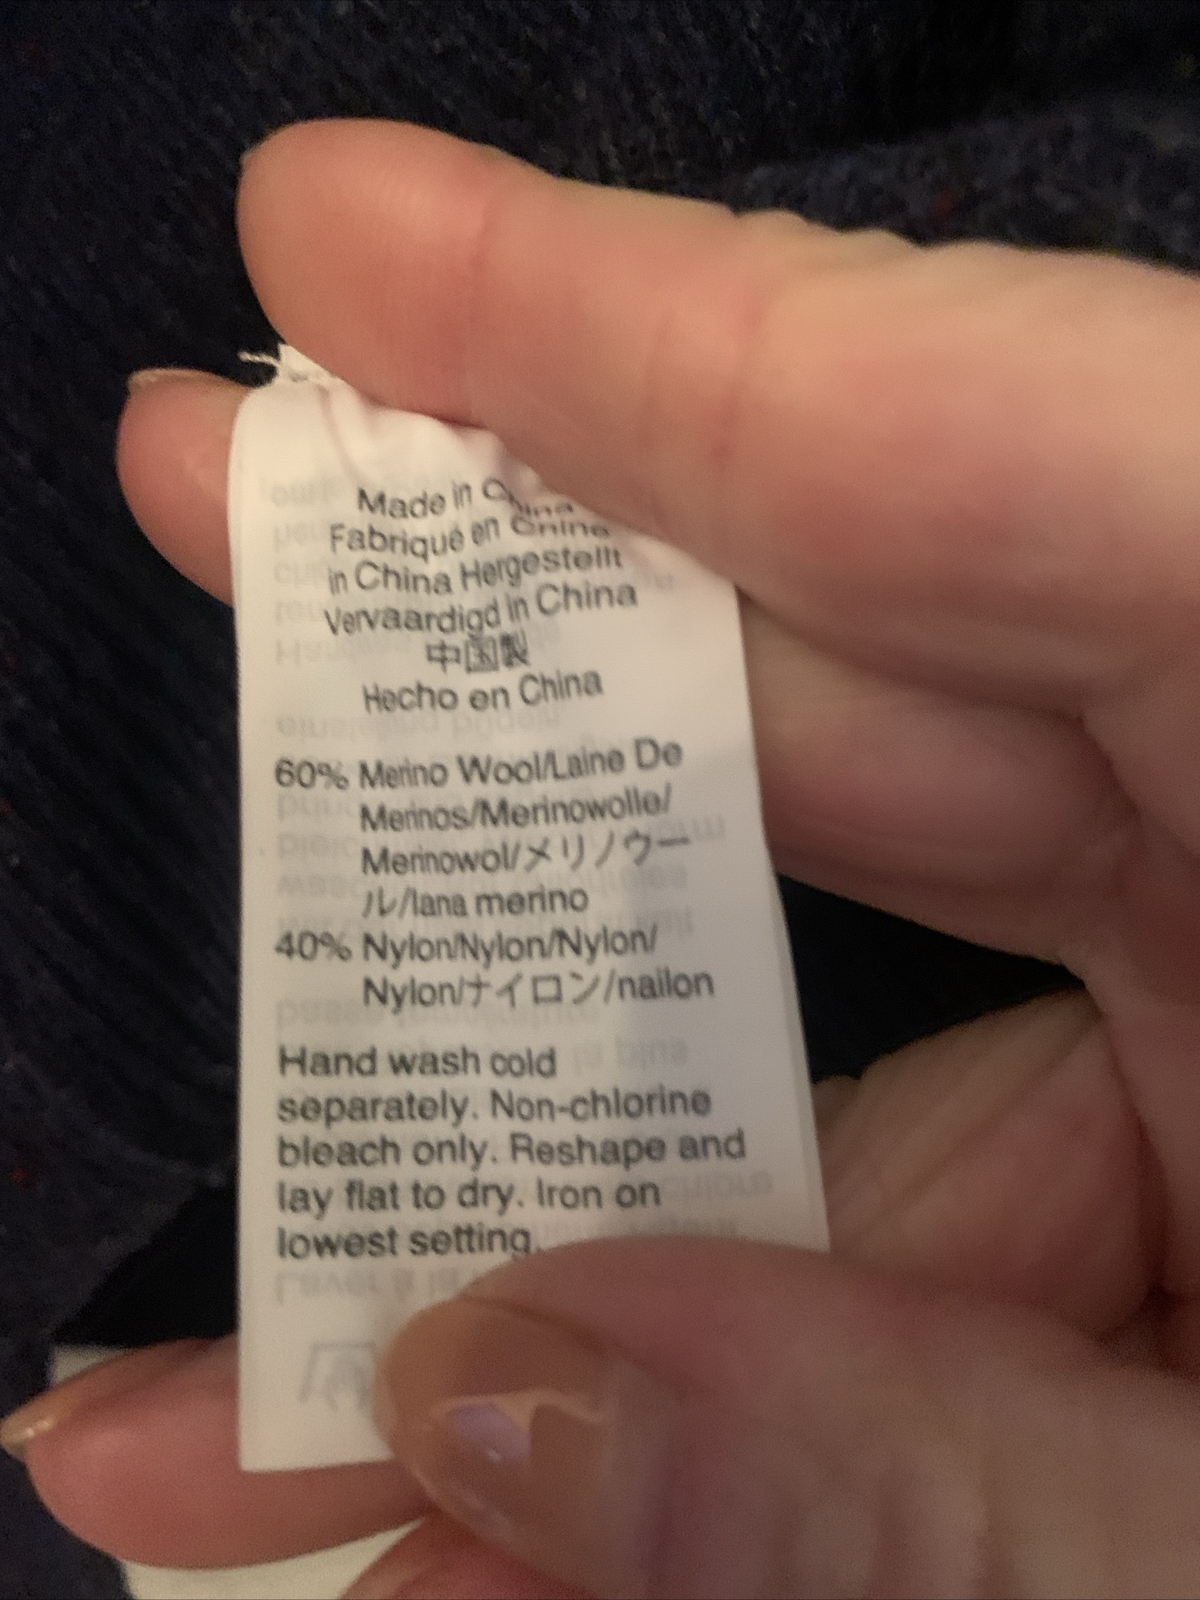 Made in China
Fabriqué en Chine
in China Hergestellt
Vervaardigd in China
中国製
Hecho en China
60% Merino Wool/Laine De
Merinos/Merinowolle/
Merinowol/メリノウー
ル/lana merino
40% Nylon/Nylon/Nylon/
Nylon/ナイロン/nailon
Hand wash cold
separately. Non-chlorine
bleach only. Reshape and
lay flat to dry. Iron on
lowest setting.